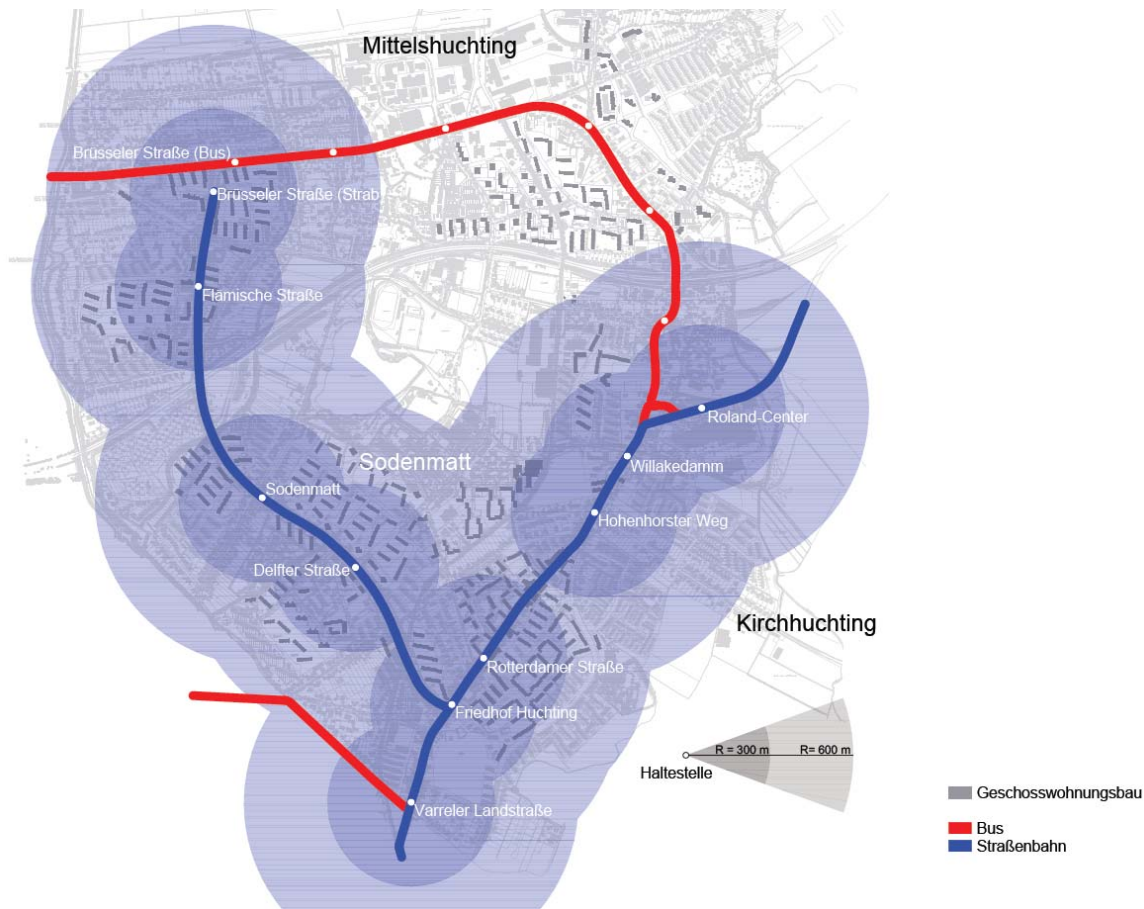 Mittelshuchting
Brüsseler Straße (Bus)
Brüsseler Straße (Strab
Flämische Straße
Roland-Center
Sodenmatt
Willakedamm
Sodenmatt
Hohenhorster Weg
Delfter Straße
Kirchhuchting
Rotterdamer Straße
Friedhof Huchting
R = 300 m
R= 600 m
Haltestelle
Geschosswohnungsbau
Varreler Landstraße
Bus
Straßenbahn